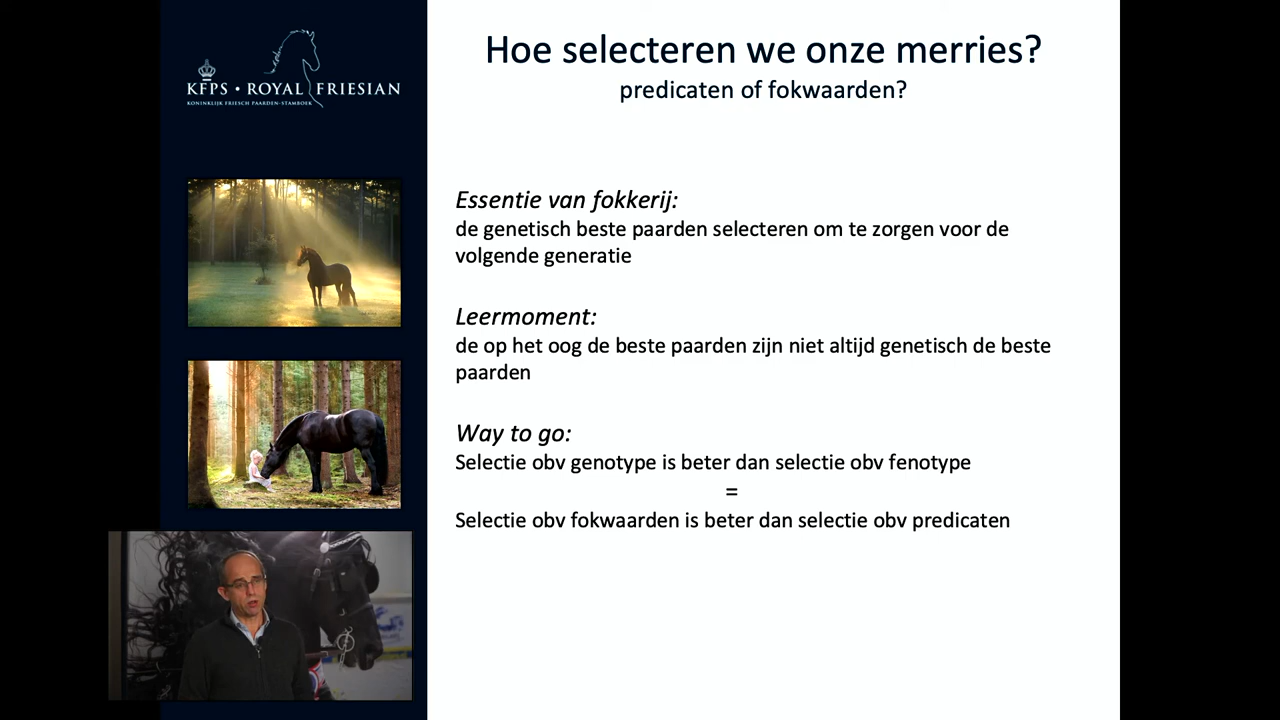 KFPS • ROYAL FRIESIAN
KONINKLIJK FRIESCH PAARDEN-STAMBOEK
Hoe selecteren we onze merries?
predicaten of fokwaarden?
Essentie van fokkerij:
de genetisch beste paarden selecteren om te zorgen voor de
volgende generatie
Leermoment:
de op het oog de beste paarden zijn niet altijd genetisch de beste
paarden
Way to go:
Selectie obv genotype is beter dan selectie obv fenotype
=
Selectie obv fokwaarden is beter dan selectie obv predicaten